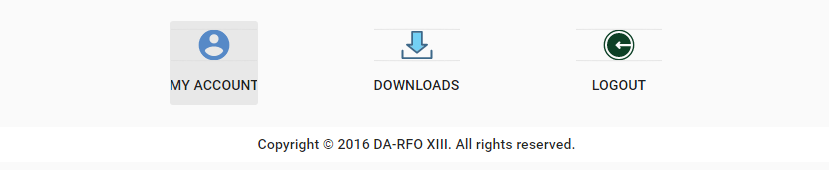 MY ACCOUNT
DOWNLOADS
LOGOUT
Copyright © 2016 DA-RFO XIII. All rights reserved.